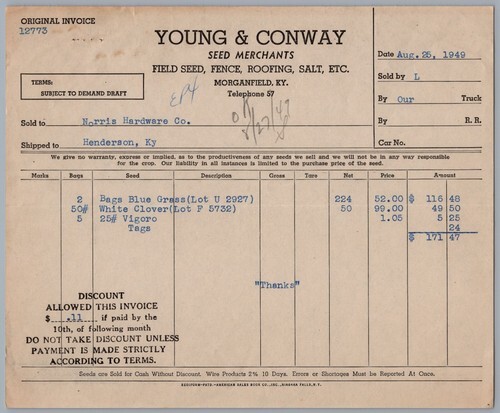 ORIGINAL INVOICE
12773
YOUNG & CONWAY
SEED MERCHANTS
FIELD SEED, FENCE, ROOFING, SALT, ETC.
MORGANFIELD, KY.
Telephone 57
TERMS:
SUBJECT TO DEMAND DRAFT
Date Aug. 25, 1949
Sold by L
By Our Truck
By R. R.
Car No.
OK
Sold to Norris Hardware Co.
Shipped to Henderson, Ky
We give no warranty, express or implied, as to the productiveness of any seeds we sell and we will not be in any way responsible
for the crop. Our liability in all instances is limited to the purchase price of the seed.
Marks Bags Seed Description Gross Tare Net Price Amount
2 Bags Blue Grass(Lot U 2927) 224 52.00 $ 116 48
50# White Clover(Lot F 5732) 50 99.00 49 50
5 25# Vigoro 1.05 5 25
Tags 24
$ 171 47
"Thanks"
DISCOUNT
ALLOWED THIS INVOICE
$ .11 if paid by the
10th, of following month
DO NOT TAKE DISCOUNT UNLESS
PAYMENT IS MADE STRICTLY
ACCORDING TO TERMS.
Seeds are Sold for Cash Without Discount. Wire Products 2% 10 Days. Errors or Shortages Must be Reported At Once.